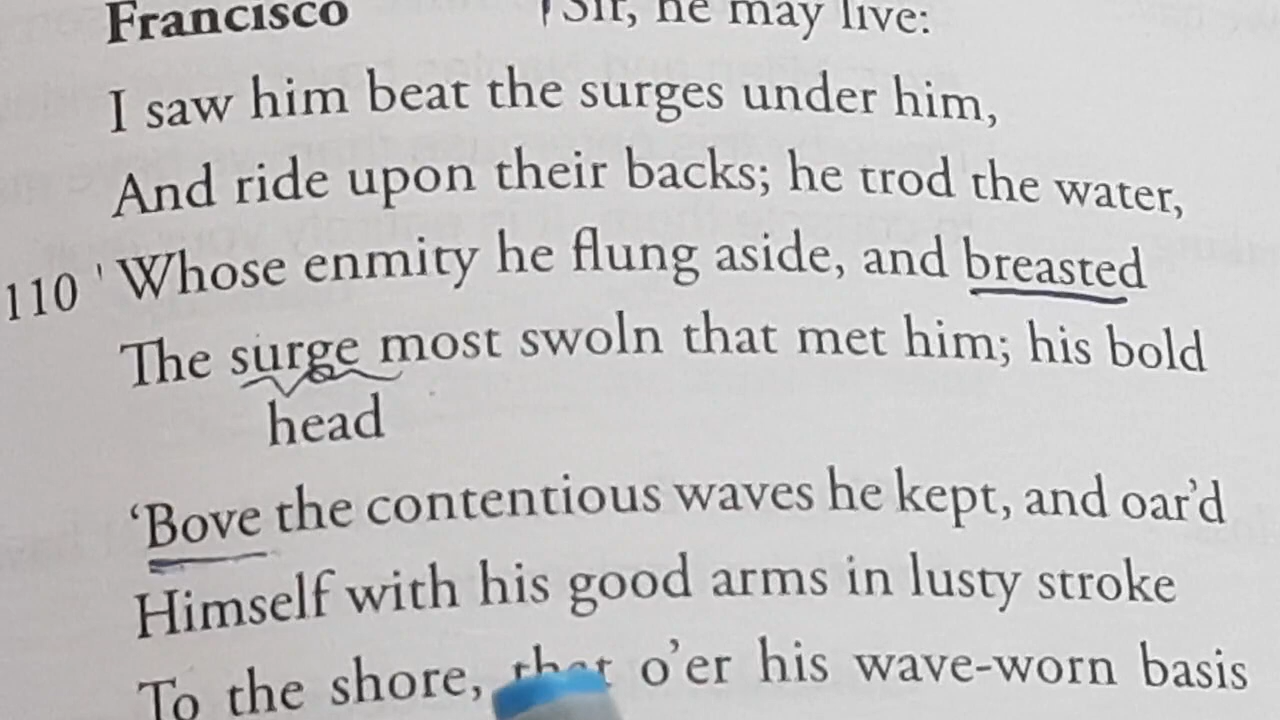 Francisco Sir, he may live:
I saw him beat the surges under him,
And ride upon their backs; he trod the water,
110 Whose enmity he flung aside, and breasted
The surge most swoln that met him; his bold
head
‘Bove the contentious waves he kept, and oar’d
Himself with his good arms in lusty stroke
To the shore, that o’er his wave-worn basis